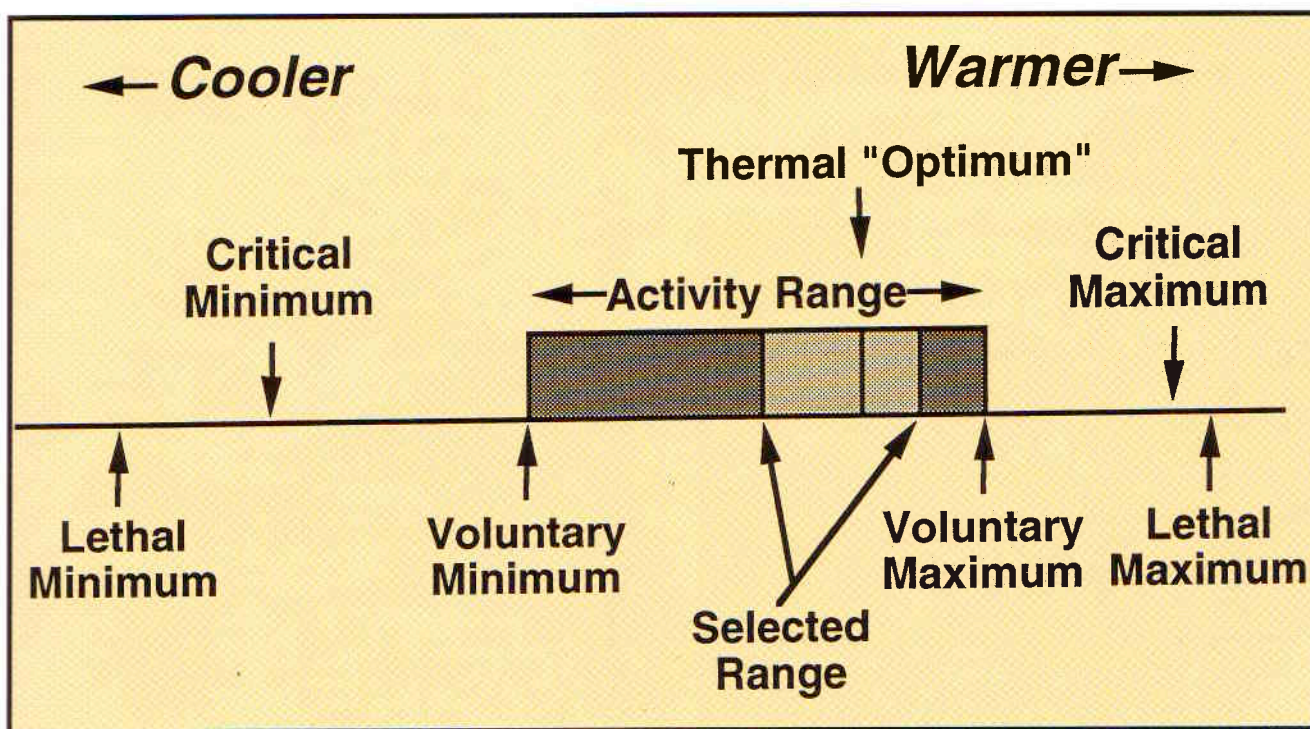 Cooler
Warmer
Thermal "Optimum"
Critical
Minimum
Activity Range
Critical
Maximum
Lethal
Minimum
Voluntary
Minimum
Selected
Range
Voluntary
Maximum
Lethal
Maximum